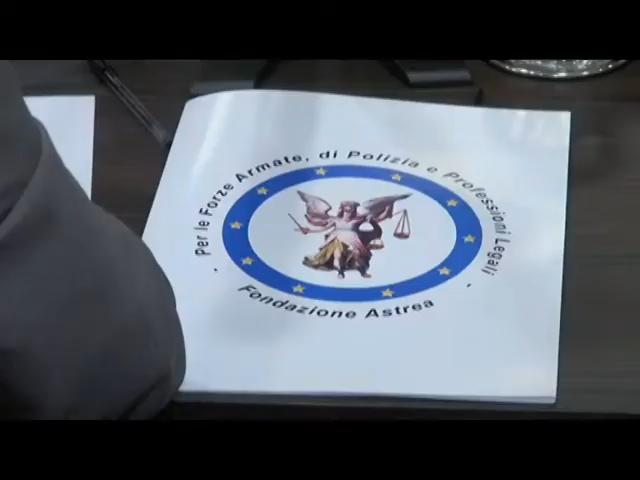 Per le Forze Armate, di Polizia e Professioni Legali
Fondazione Astrea